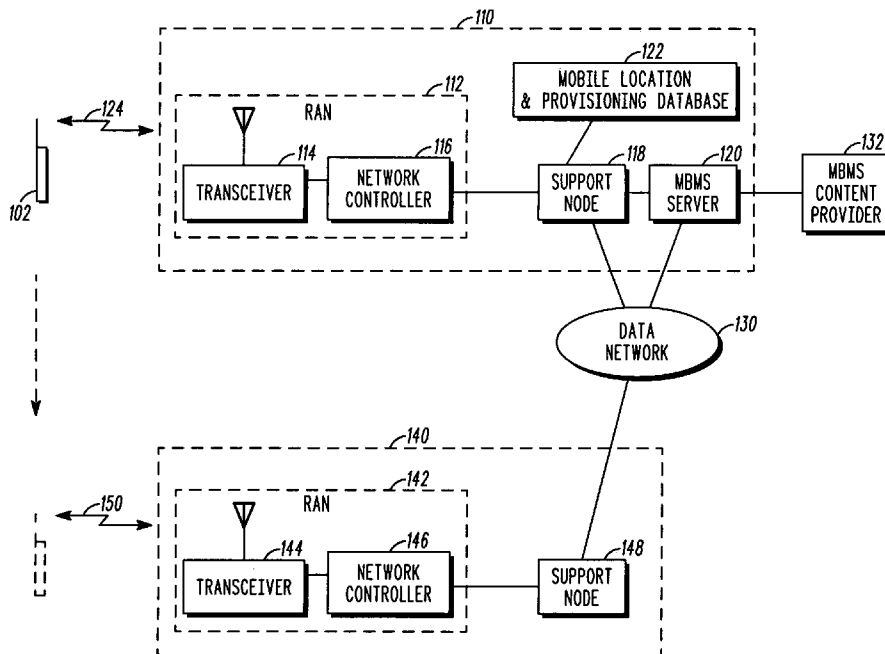 110
122
MOBILE LOCATION
& PROVISIONING DATABASE
112
RAN
124
102
114
TRANSCEIVER
116
NETWORK
CONTROLLER
118
SUPPORT
NODE
120
MBMS
SERVER
132
MBMS
CONTENT
PROVIDER
DATA
NETWORK
130
140
142
RAN
150
144
TRANSCEIVER
146
NETWORK
CONTROLLER
148
SUPPORT
NODE